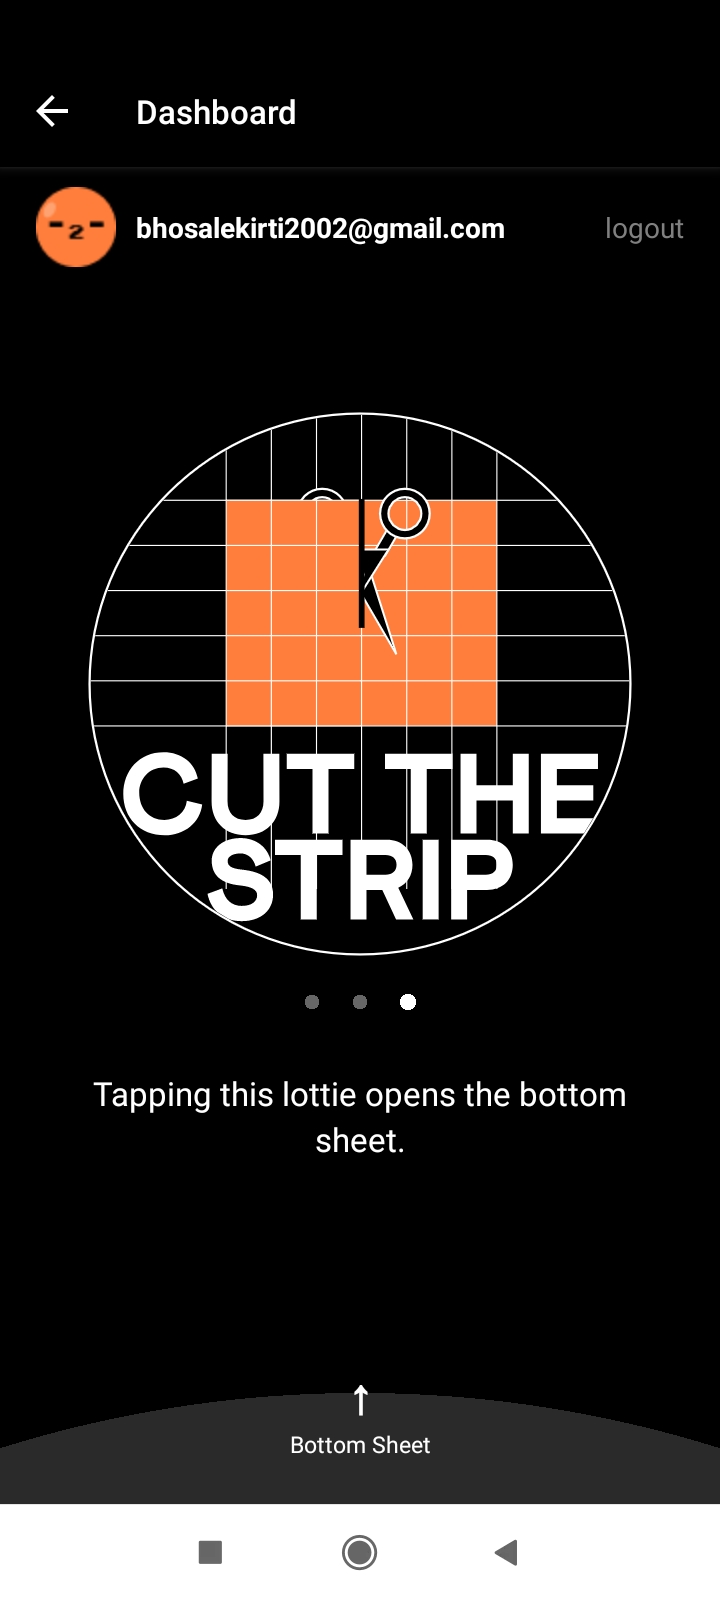 Dashboard
bhosalekirti2002@gmail.com
logout
CUT THE
STRIP
Tapping this lottie opens the bottom
sheet.
Bottom Sheet